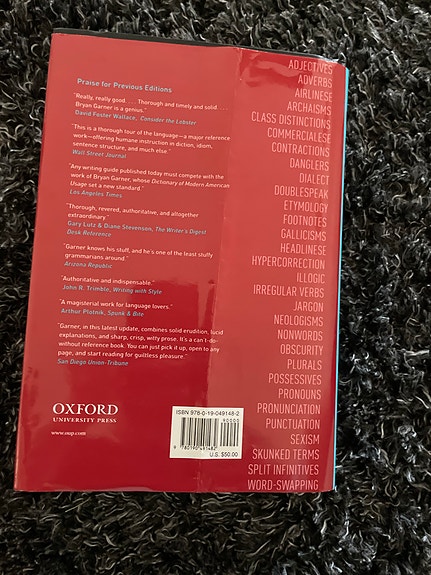 Praise for Previous Editions
"Really, really good. . . . Thorough and timely and solid. . . .
Bryan Garner is a genius."
David Foster Wallace, Consider the Lobster
"This is a thorough tour of the language—a major reference
work—offering humane instruction in diction, idiom,
sentence structure, and much else."
Wall Street Journal
"Any writing guide published today must compete with the
work of Bryan Garner, whose Dictionary of Modern American
Usage set a new standard."
Los Angeles Times
"Thorough, revered, authoritative, and altogether
extraordinary."
Gary Lutz & Diane Stevenson, The Writer's Digest
Desk Reference
"Garner knows his stuff, and he's one of the least stuffy
grammarians around."
Arizona Republic
"Authoritative and indispensable."
John R. Trimble, Writing with Style
"A magisterial work for language lovers."
Arthur Plotnik, Spunk & Bite
"Garner, in this latest update, combines solid erudition, lucid
explanations, and sharp, crisp, witty prose. It's a can't-do-
without reference book. You can just pick it up, open to any
page, and start reading for guiltless pleasure."
San Diego Union-Tribune
OXFORD
UNIVERSITY PRESS
www.oup.com
ISBN 978-0-19-049148-2
90000
9 780190 491482
U.S. $50.00
ADJECTIVES
ADVERBS
AIRLINESE
ARCHAISMS
CLASS DISTINCTIONS
COMMERCIALESE
CONTRACTIONS
DANGLERS
DIALECT
DOUBLESPEAK
ETYMOLOGY
FOOTNOTES
GALLICISMS
HEADLINESE
HYPERCORRECTION
ILLOGIC
IRREGULAR VERBS
JARGON
NEOLOGISMS
NONWORDS
OBSCURITY
PLURALS
POSSESSIVES
PRONOUNS
PRONUNCIATION
PUNCTUATION
SEXISM
SKUNKED TERMS
SPLIT INFINITIVES
WORD-SWAPPING